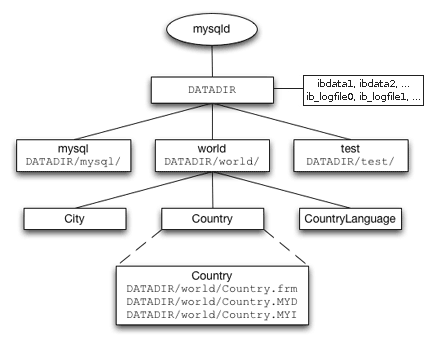 mysqld
DATADIR
ibdata1, ibdata2, ...
ib_logfile0, ib_logfile1, ...
mysql
DATADIR/mysql/
world
DATADIR/world/
test
DATADIR/test/
City
Country
CountryLanguage
Country
DATADIR/world/Country.frm
DATADIR/world/Country.MYD
DATADIR/world/Country.MYI